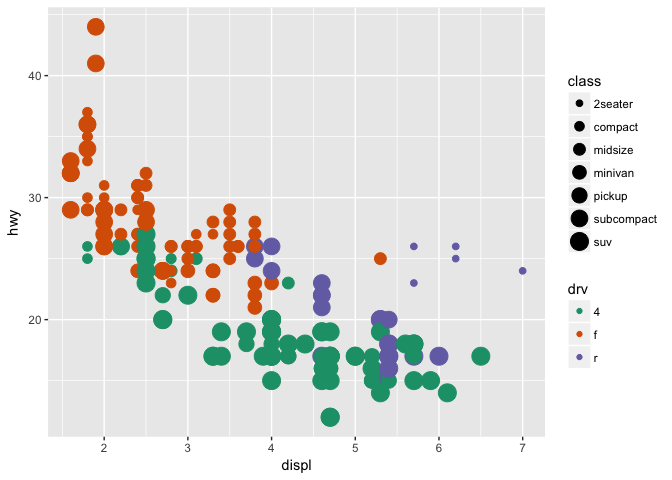 hwy
40
30
20
2
3
4
5
6
7
displ
class
2seater
compact
midsize
minivan
pickup
subcompact
suv
drv
4
f
r